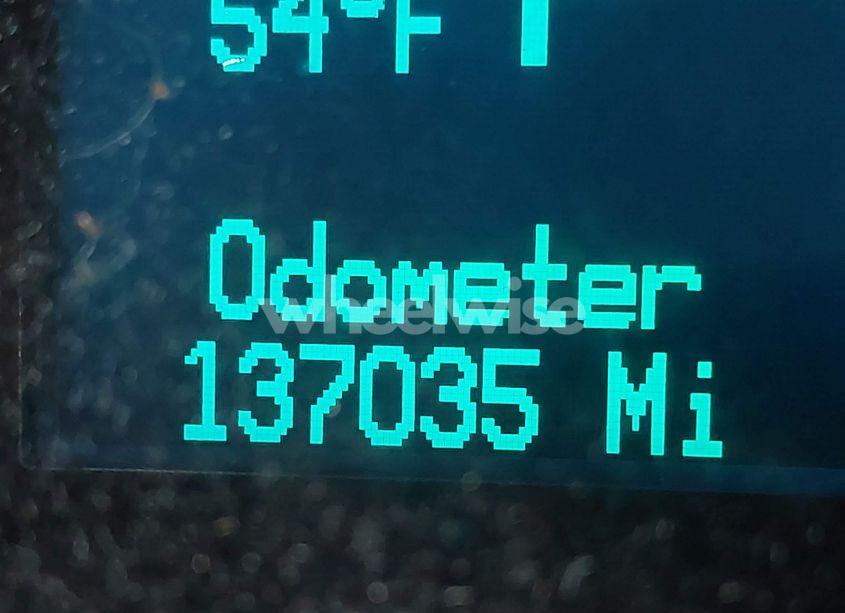 54°F
Odometer
wheelwise
137035 Mi